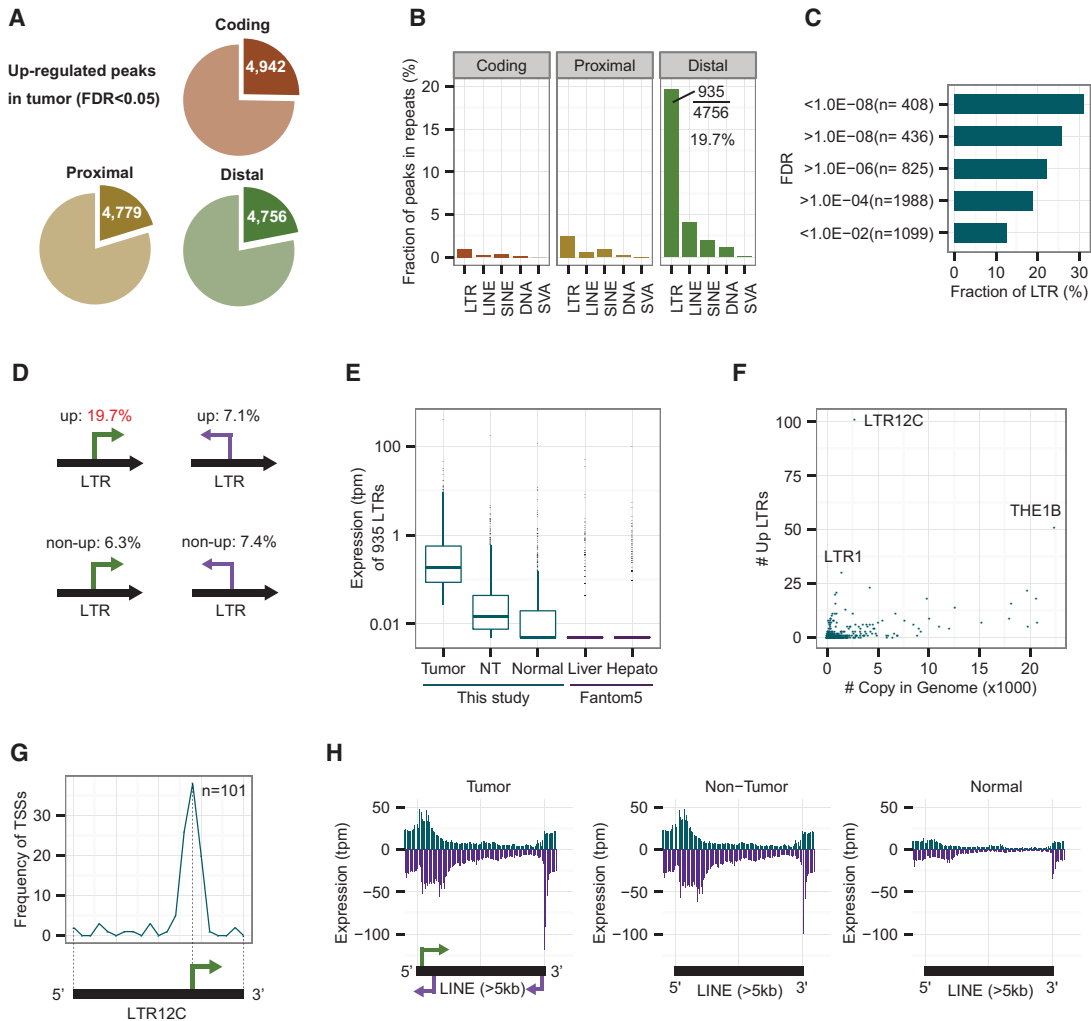 A
Up-regulated peaks
in tumor (FDR<0.05)
Coding
4,942
Proximal
4,779
Distal
4,756
B
Fraction of peaks in repeats (%)
Coding
Proximal
Distal
20
15
10
5
0
935
4756
19.7%
LTR
LINE
SINE
DNA
SVA
LTR
LINE
SINE
DNA
SVA
LTR
LINE
SINE
DNA
SVA
C
FDR
<1.0E−08(n= 408)
>1.0E−08(n= 436)
>1.0E−06(n= 825)
>1.0E−04(n=1988)
<1.0E−02(n=1099)
0 10 20 30
Fraction of LTR (%)
D
up: 19.7%
LTR
up: 7.1%
LTR
non-up: 6.3%
LTR
non-up: 7.4%
LTR
E
Expression (tpm)
of 935 LTRs
100
1
0.01
Tumor NT Normal Liver Hepato
This study Fantom5
F
# Up LTRs
100
75
50
25
0
LTR12C
THE1B
LTR1
0 5 10 15 20
# Copy in Genome (x1000)
G
Frequency of TSSs
30
20
10
0
n=101
5’ 3’
LTR12C
H
Tumor
Expression (tpm)
50
0
−50
−100
5’ 3’
LINE (>5kb)
Non−Tumor
Expression (tpm)
50
0
−50
−100
5’ 3’
LINE (>5kb)
Normal
Expression (tpm)
50
0
−50
−100
5’ 3’
LINE (>5kb)